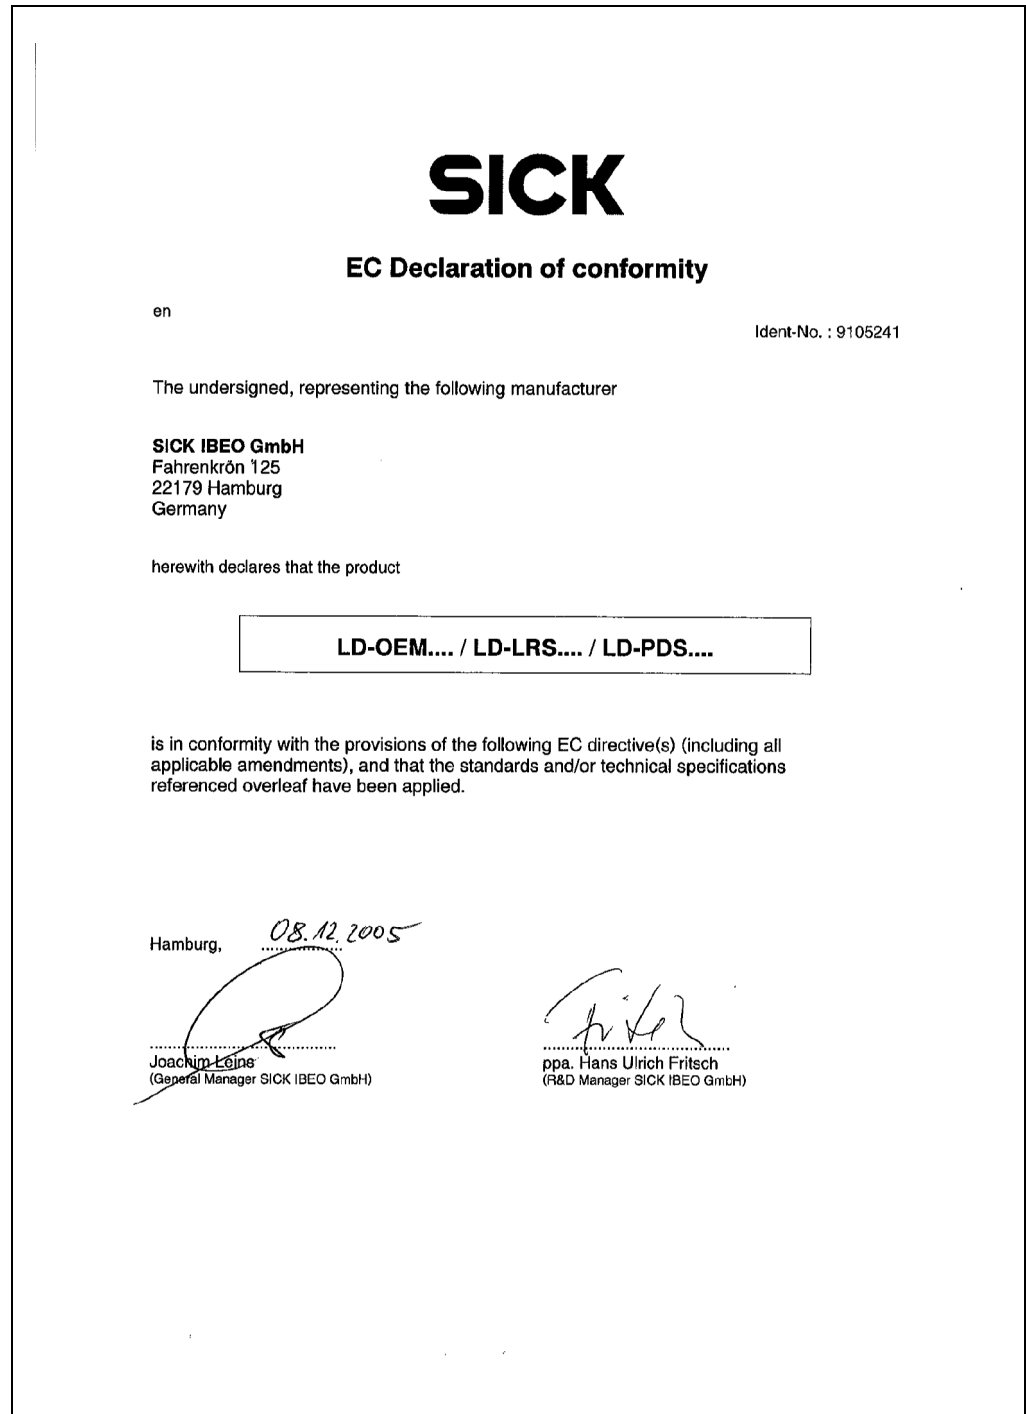 SICK
EC Declaration of conformity
en
Ident-No. : 9105241
The undersigned, representing the following manufacturer
SICK IBEO GmbH
Fahrenkrön 125
22179 Hamburg
Germany
herewith declares that the product
LD-OEM.... / LD-LRS.... / LD-PDS....
is in conformity with the provisions of the following EC directive(s) (including all
applicable amendments), and that the standards and/or technical specifications
referenced overleaf have been applied.
Hamburg, 08.12.2005
Joachim Leins
(General Manager SICK IBEO GmbH)
ppa. Hans Ulrich Fritsch
(R&D Manager SICK IBEO GmbH)